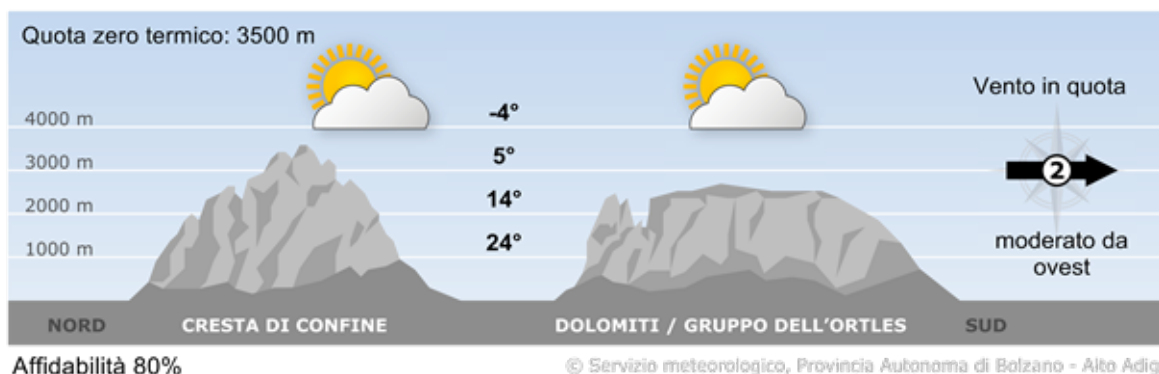 Quota zero termico: 3500 m
Vento in quota
4000 m
-4°
3000 m
5°
2
2000 m
14°
1000 m
24°
moderato da
ovest
NORD
CRESTA DI CONFINE
DOLOMITI / GRUPPO DELL'ORTLES
SUD
Affidabilità 80%
© Servizio meteorologico, Provincia Autonoma di Bolzano - Alto Adig